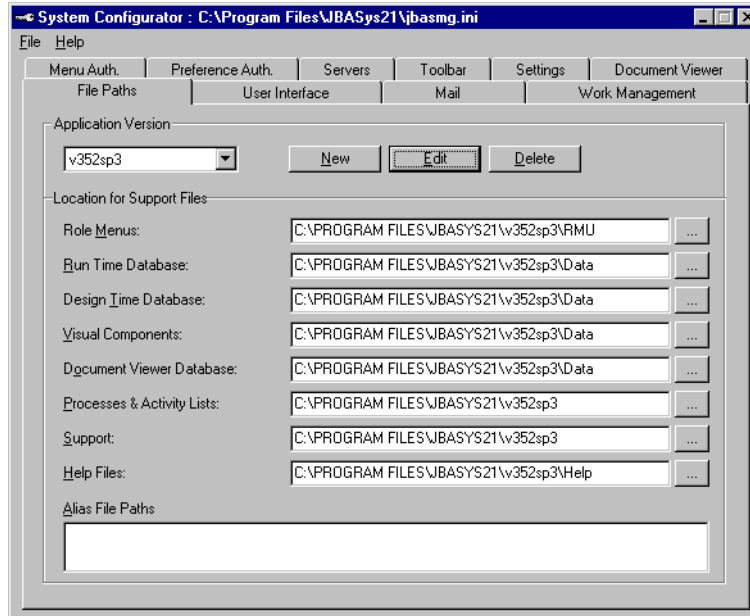 System Configurator : C:\Program Files\JBASys21\jbasmg.ini
File Help
Menu Auth. Preference Auth. Servers Toolbar Settings Document Viewer
File Paths User Interface Mail Work Management
Application Version
v352sp3 New Edit Delete
Location for Support Files
Role Menus: C:\PROGRAM FILES\JBASYS21\v352sp3\RMU ...
Run Time Database: C:\PROGRAM FILES\JBASYS21\v352sp3\Data ...
Design Time Database: C:\PROGRAM FILES\JBASYS21\v352sp3\Data ...
Visual Components: C:\PROGRAM FILES\JBASYS21\v352sp3\Data ...
Document Viewer Database: C:\PROGRAM FILES\JBASYS21\v352sp3\Data ...
Processes & Activity Lists: C:\PROGRAM FILES\JBASYS21\v352sp3 ...
Support: C:\PROGRAM FILES\JBASYS21\v352sp3 ...
Help Files: C:\PROGRAM FILES\JBASYS21\v352sp3\Help ...
Alias File Paths